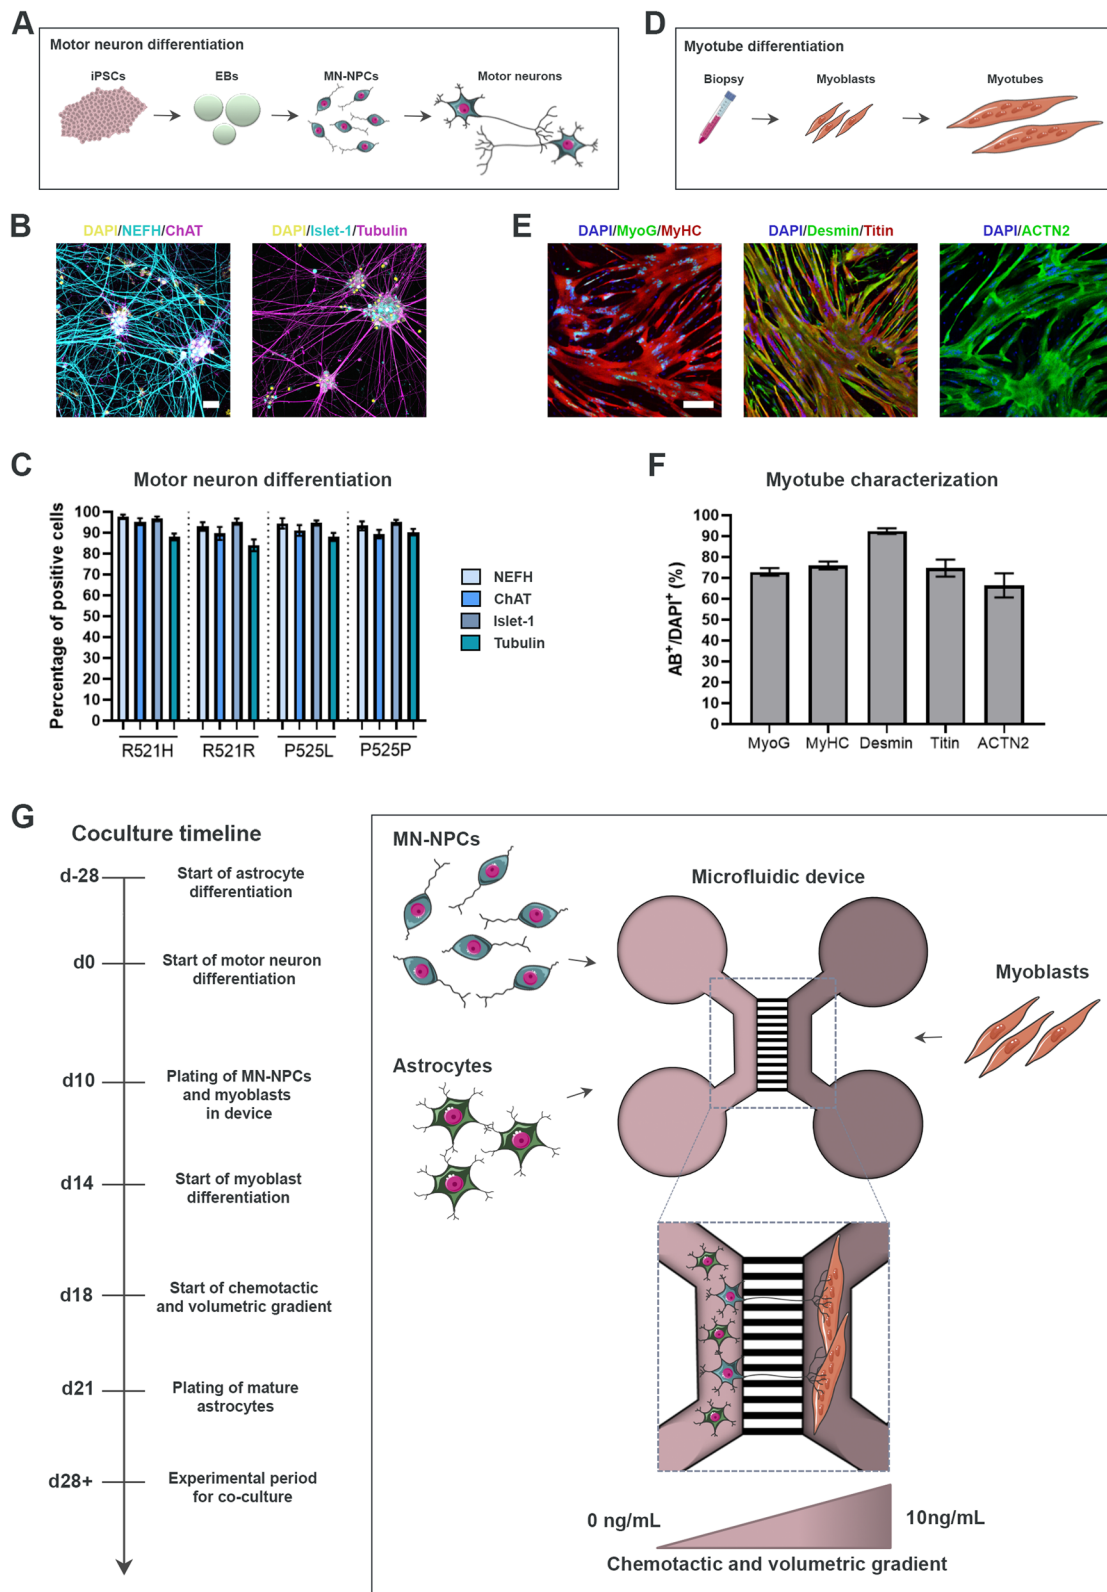 A
Motor neuron differentiation
iPSCs
EBs
MN-NPCs
Motor neurons
D
Myotube differentiation
Biopsy
Myoblasts
Myotubes
B
DAPI/NEFH/ChAT
DAPI/Islet-1/Tubulin
E
DAPI/MyoG/MyHC
DAPI/Desmin/Titin
DAPI/ACTN2
C
Motor neuron differentiation
Percentage of positive cells
100
90
80
70
60
50
40
30
20
10
0
R521H
R521R
P525L
P525P
NEFH
ChAT
Islet-1
Tubulin
F
Myotube characterization
AB+/DAPI+ (%)
100
90
80
70
60
50
40
30
20
10
0
MyoG
MyHC
Desmin
Titin
ACTN2
G
Coculture timeline
d-28
Start of astrocyte
differentiation
d0
Start of motor neuron
differentiation
d10
Plating of MN-NPCs
and myoblasts
in device
d14
Start of myoblast
differentiation
d18
Start of chemotactic
and volumetric gradient
d21
Plating of mature
astrocytes
d28+
Experimental period
for co-culture
MN-NPCs
Microfluidic device
Myoblasts
Astrocytes
0 ng/mL
10ng/mL
Chemotactic and volumetric gradient